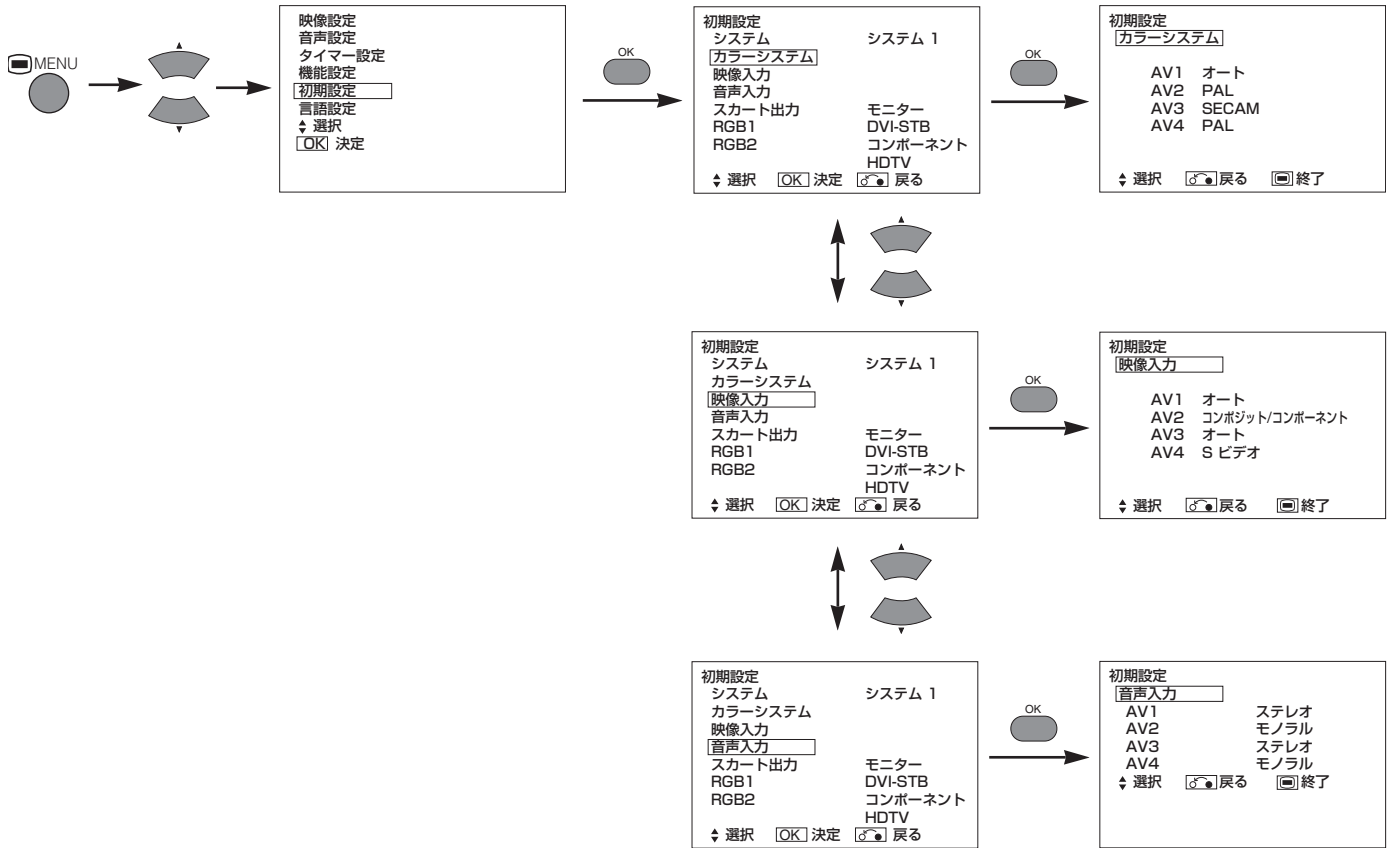 MENU
映像設定
音声設定
タイマー設定
機能設定
初期設定
言語設定
選択
OK 決定
OK
初期設定
システム システム 1
カラーシステム
映像入力
音声入力
スカート出力 モニター
RGB1 DVI-STB
RGB2 コンポーネント
HDTV
選択 OK 決定 戻る
OK
初期設定
カラーシステム
AV1 オート
AV2 PAL
AV3 SECAM
AV4 PAL
選択 戻る 終了
初期設定
システム システム 1
カラーシステム
映像入力
音声入力
スカート出力 モニター
RGB1 DVI-STB
RGB2 コンポーネント
HDTV
選択 OK 決定 戻る
OK
初期設定
映像入力
AV1 オート
AV2 コンポジット/コンポーネント
AV3 オート
AV4 S ビデオ
選択 戻る 終了
初期設定
システム システム 1
カラーシステム
映像入力
音声入力
スカート出力 モニター
RGB1 DVI-STB
RGB2 コンポーネント
HDTV
選択 OK 決定 戻る
OK
初期設定
音声入力
AV1 ステレオ
AV2 モノラル
AV3 ステレオ
AV4 モノラル
選択 戻る 終了